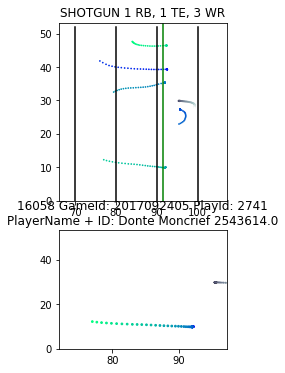 SHOTGUN 1 RB, 1 TE, 3 WR
50
40
30
20
10
0
70 80 90 100
16058 GameId: 2017092405 PlayId: 2741
PlayerName + ID: Donte Moncrief 2543614.0
40
20
0
80 90